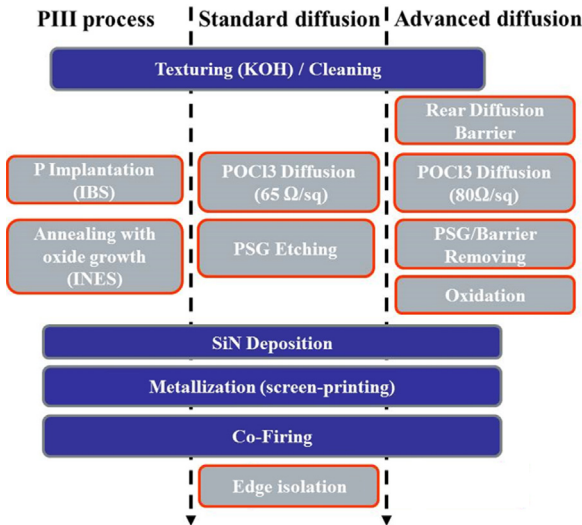 PIII process
Standard diffusion
Advanced diffusion
Texturing (KOH) / Cleaning
Rear Diffusion
Barrier
P Implantation
(IBS)
POCl3 Diffusion
(65 Ω/sq)
POCl3 Diffusion
(80Ω/sq)
Annealing with
oxide growth
(INES)
PSG Etching
PSG/Barrier
Removing
Oxidation
SiN Deposition
Metallization (screen-printing)
Co-Firing
Edge isolation